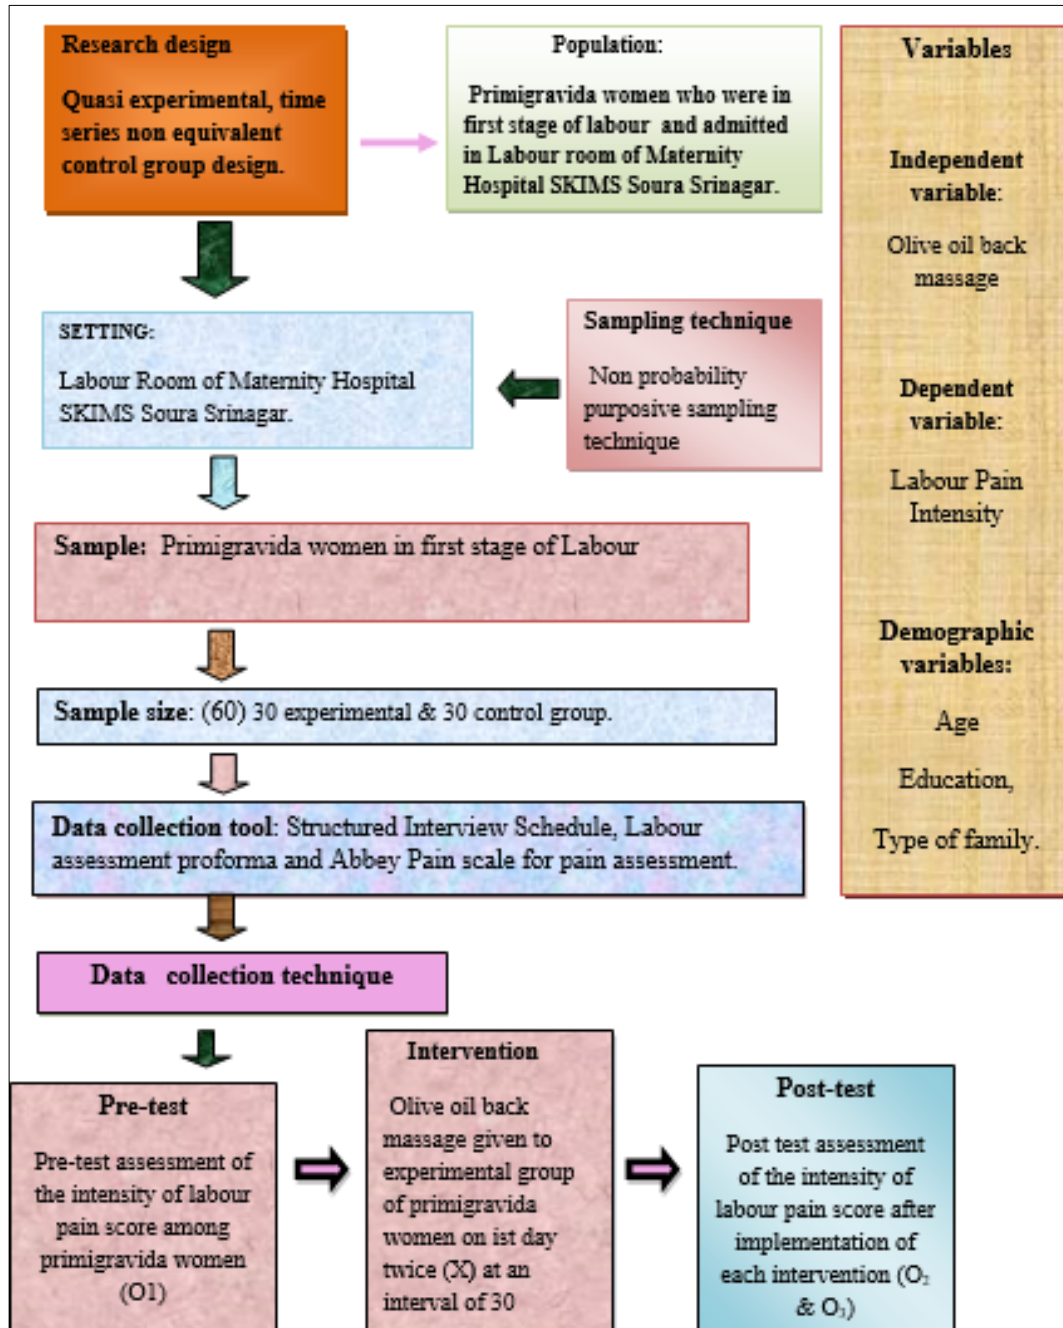 Research design
Quasi experimental, time
series non equivalent
control group design.
Population:
Primigravida women who were in
first stage of labour and admitted
in Labour room of Maternity
Hospital SKIMS Soura Srinagar.
SETTING:
Labour Room of Maternity Hospital
SKIMS Soura Srinagar.
Sampling technique
Non probability
purposive sampling
technique
Sample: Primigravida women in first stage of Labour
Sample size: (60) 30 experimental & 30 control group.
Data collection tool: Structured Interview Schedule, Labour
assessment proforma and Abbey Pain scale for pain assessment.
Data collection technique
Pre-test
Pre-test assessment of
the intensity of labour
pain score among
primigravida women
(O1)
Intervention
Olive oil back
massage given to
experimental group
of primigravida
women on ist day
twice (X) at an
interval of 30
Post-test
Post test assessment
of the intensity of
labour pain score after
implementation of
each intervention (O₂
& O₃)
Variables
Independent
variable:
Olive oil back
massage
Dependent
variable:
Labour Pain
Intensity
Demographic
variables:
Age
Education,
Type of family.